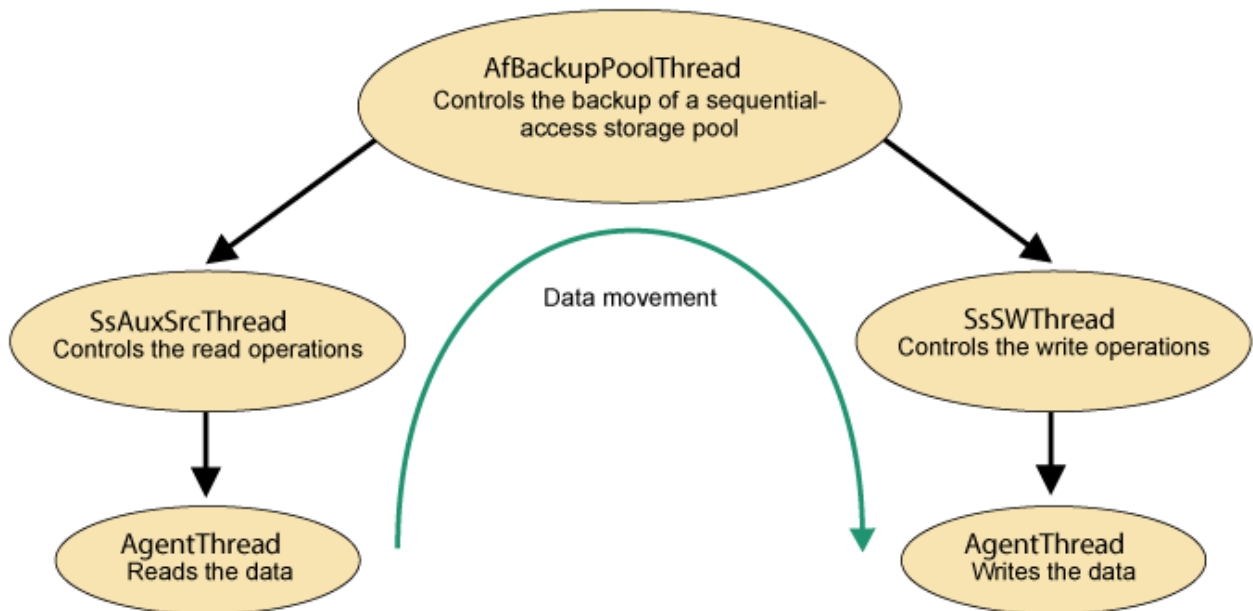 AfBackupPoolThread
Controls the backup of a sequential-
access storage pool
Data movement
SsAuxSrcThread
Controls the read operations
SsSWThread
Controls the write operations
AgentThread
Reads the data
AgentThread
Writes the data